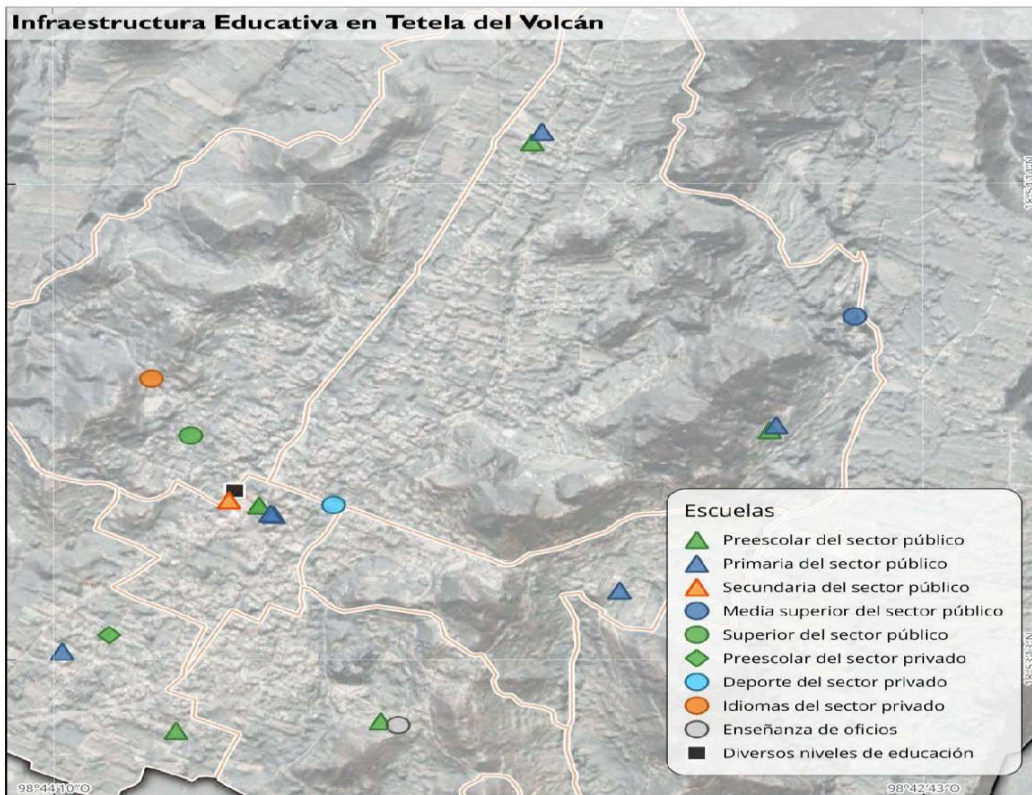 Infraestructura Educativa en Tetela del Volcán
Escuelas
Preescolar del sector público
Primaria del sector público
Secundaria del sector público
Media superior del sector público
Superior del sector público
Preescolar del sector privado
Deporte del sector privado
Idiomas del sector privado
Enseñanza de oficios
Diversos niveles de educación
98°44'10"O
98°42'43"O